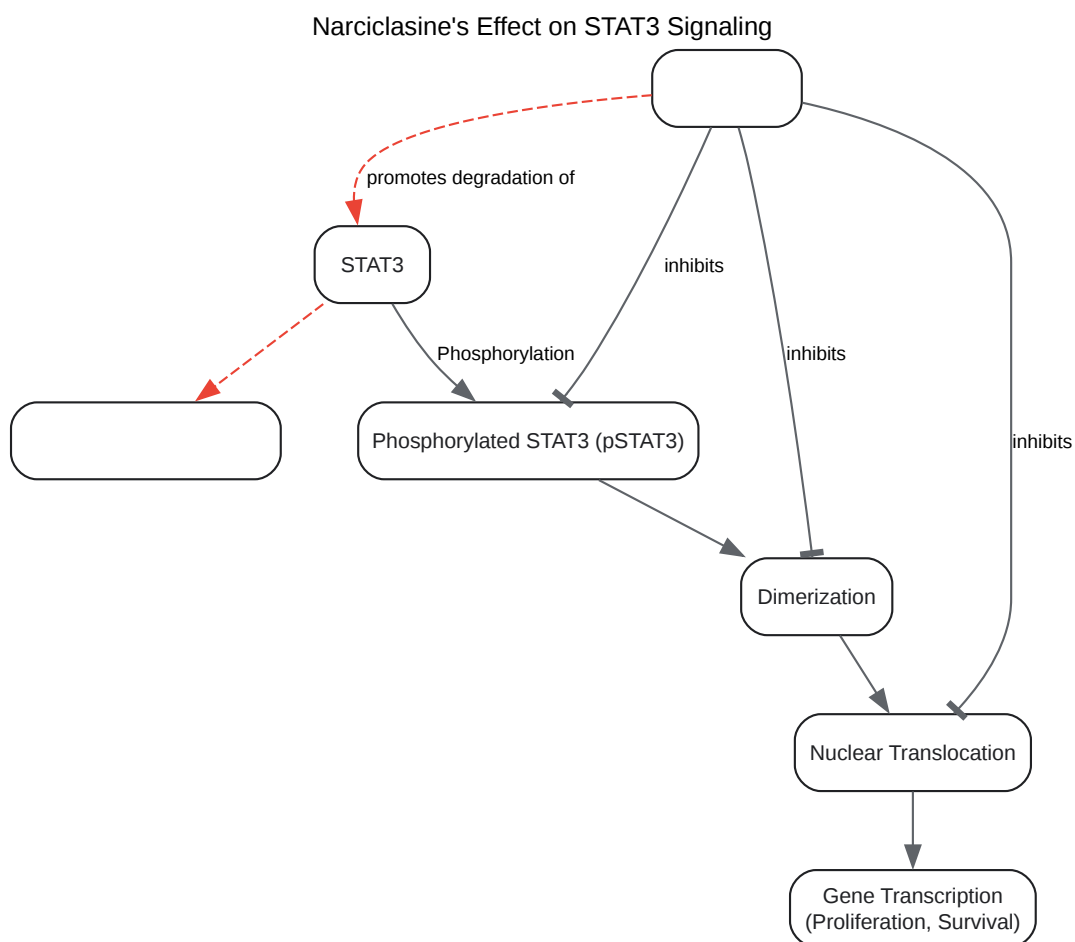 Narciclasine's Effect on STAT3 Signaling
promotes degradation of
STAT3
inhibits
Phosphorylation
inhibits
Phosphorylated STAT3 (pSTAT3)
inhibits
Dimerization
Nuclear Translocation
Gene Transcription
(Proliferation, Survival)